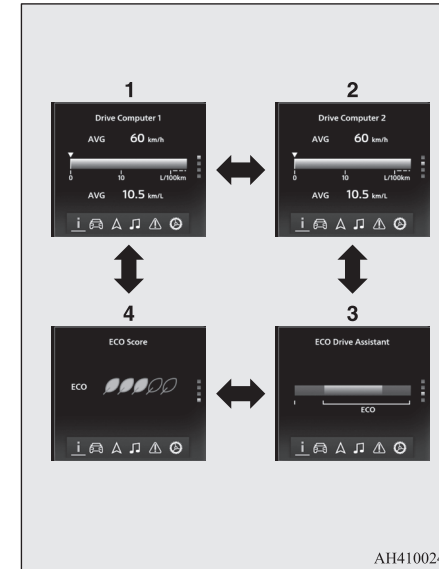 1
Drive Computer 1
AVG 60 km/h
0 10 L/100km
AVG 10.5 km/L
2
Drive Computer 2
AVG 60 km/h
0 10 L/100km
AVG 10.5 km/L
4
ECO Score
ECO
3
ECO Drive Assistant
ECO
AH410024